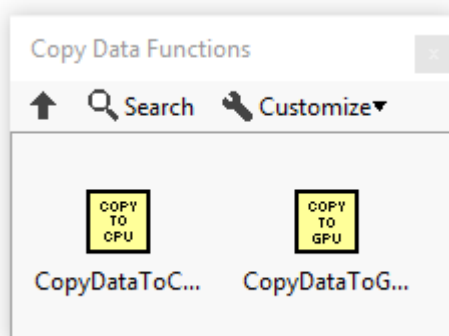 Copy Data Functions
x
Search Customize
COPY TO CPU
COPY TO GPU
CopyDataToC... CopyDataToG...